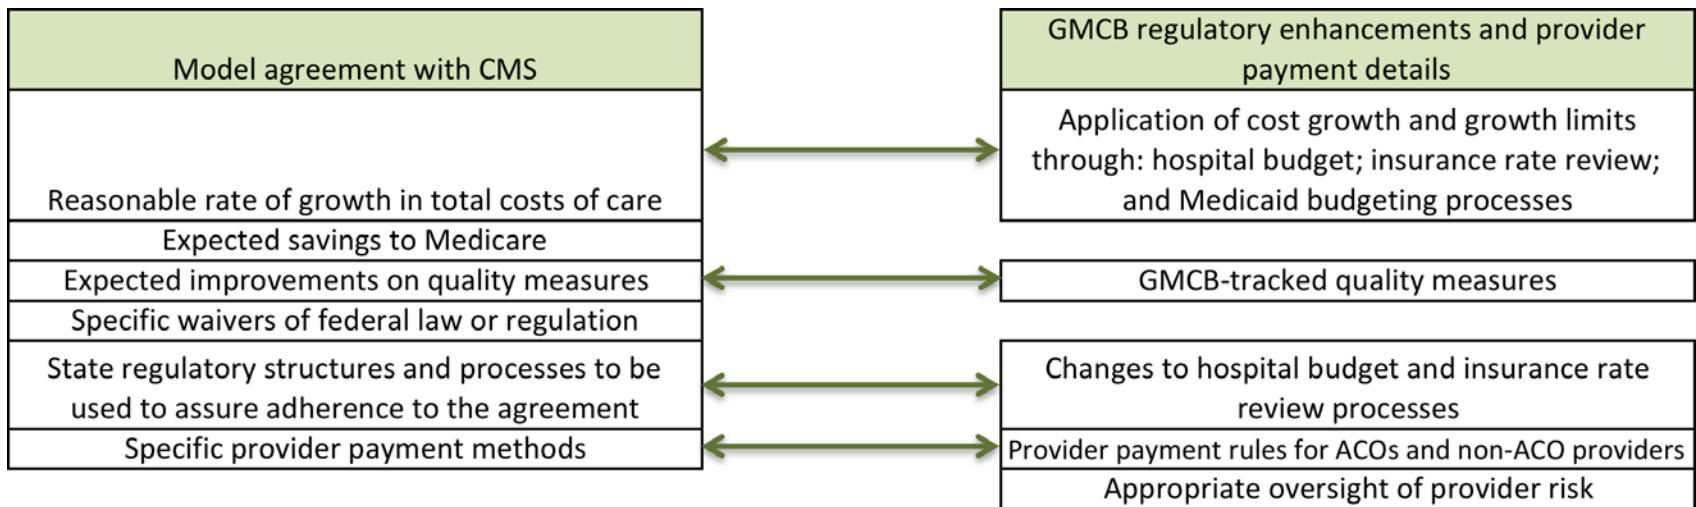 Model agreement with CMS
Reasonable rate of growth in total costs of care
Expected savings to Medicare
Expected improvements on quality measures
Specific waivers of federal law or regulation
State regulatory structures and processes to be
used to assure adherence to the agreement
Specific provider payment methods
GMCB regulatory enhancements and provider
payment details
Application of cost growth and growth limits
through: hospital budget; insurance rate review;
and Medicaid budgeting processes
GMCB-tracked quality measures
Changes to hospital budget and insurance rate
review processes
Provider payment rules for ACOs and non-ACO providers
Appropriate oversight of provider risk